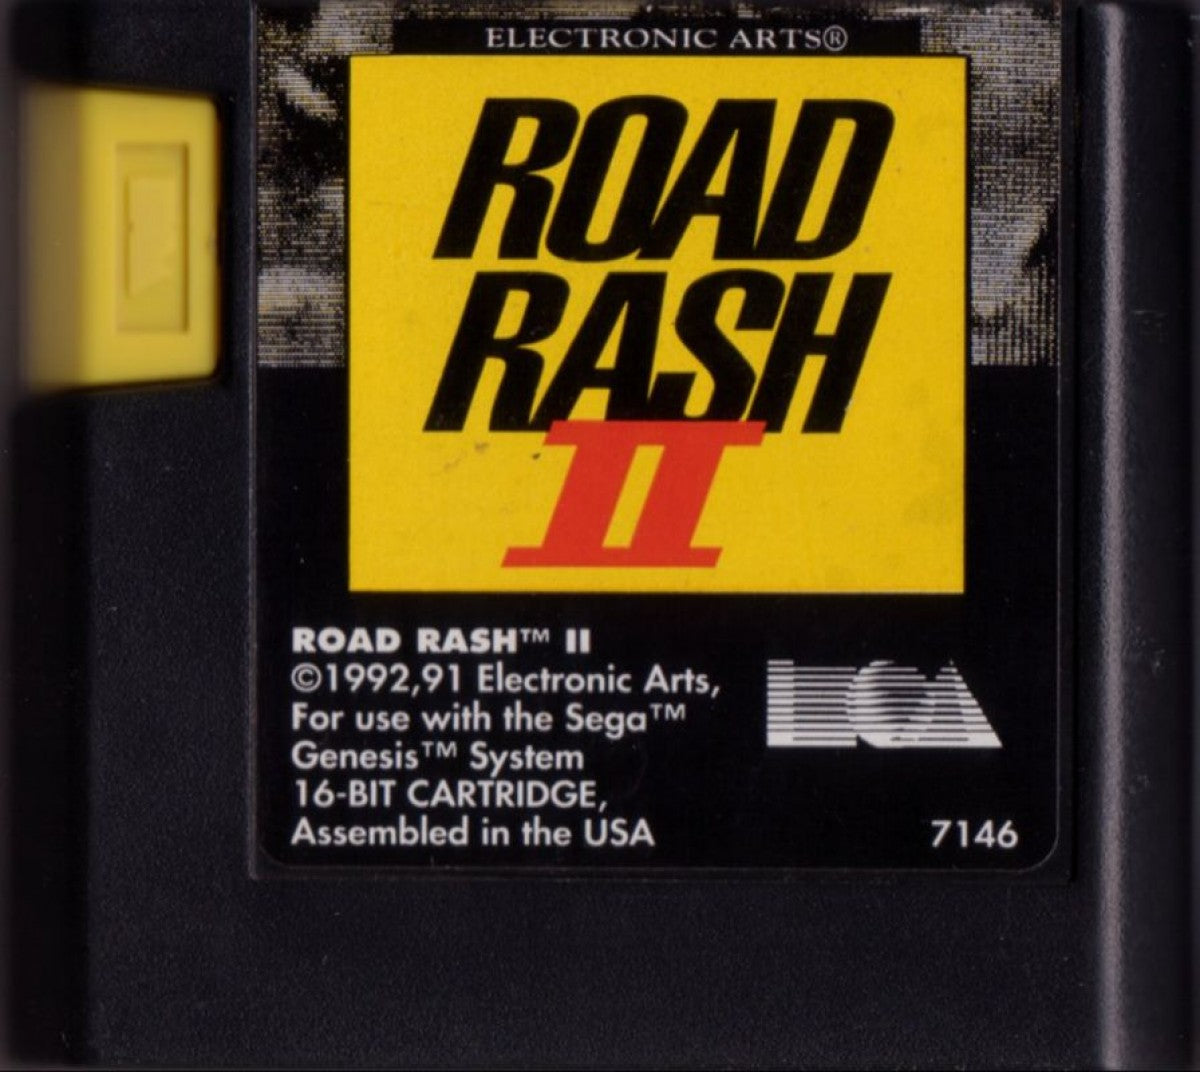 ELECTRONIC ARTS®
ROAD
RASH
II
ROAD RASH™ II
©1992,91 Electronic Arts,
For use with the Sega™
Genesis™ System
16-BIT CARTRIDGE,
Assembled in the USA
EA
7146